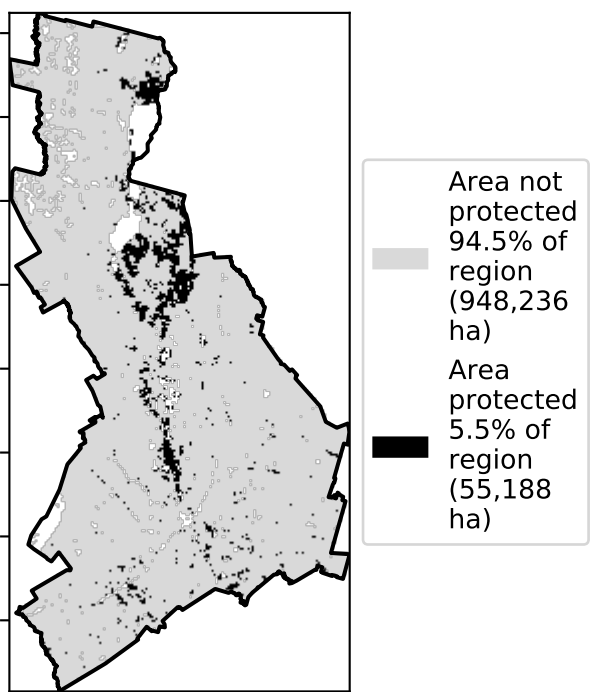 Area not
protected
94.5% of
region
(948,236
ha)
Area
protected
5.5% of
region
(55,188
ha)